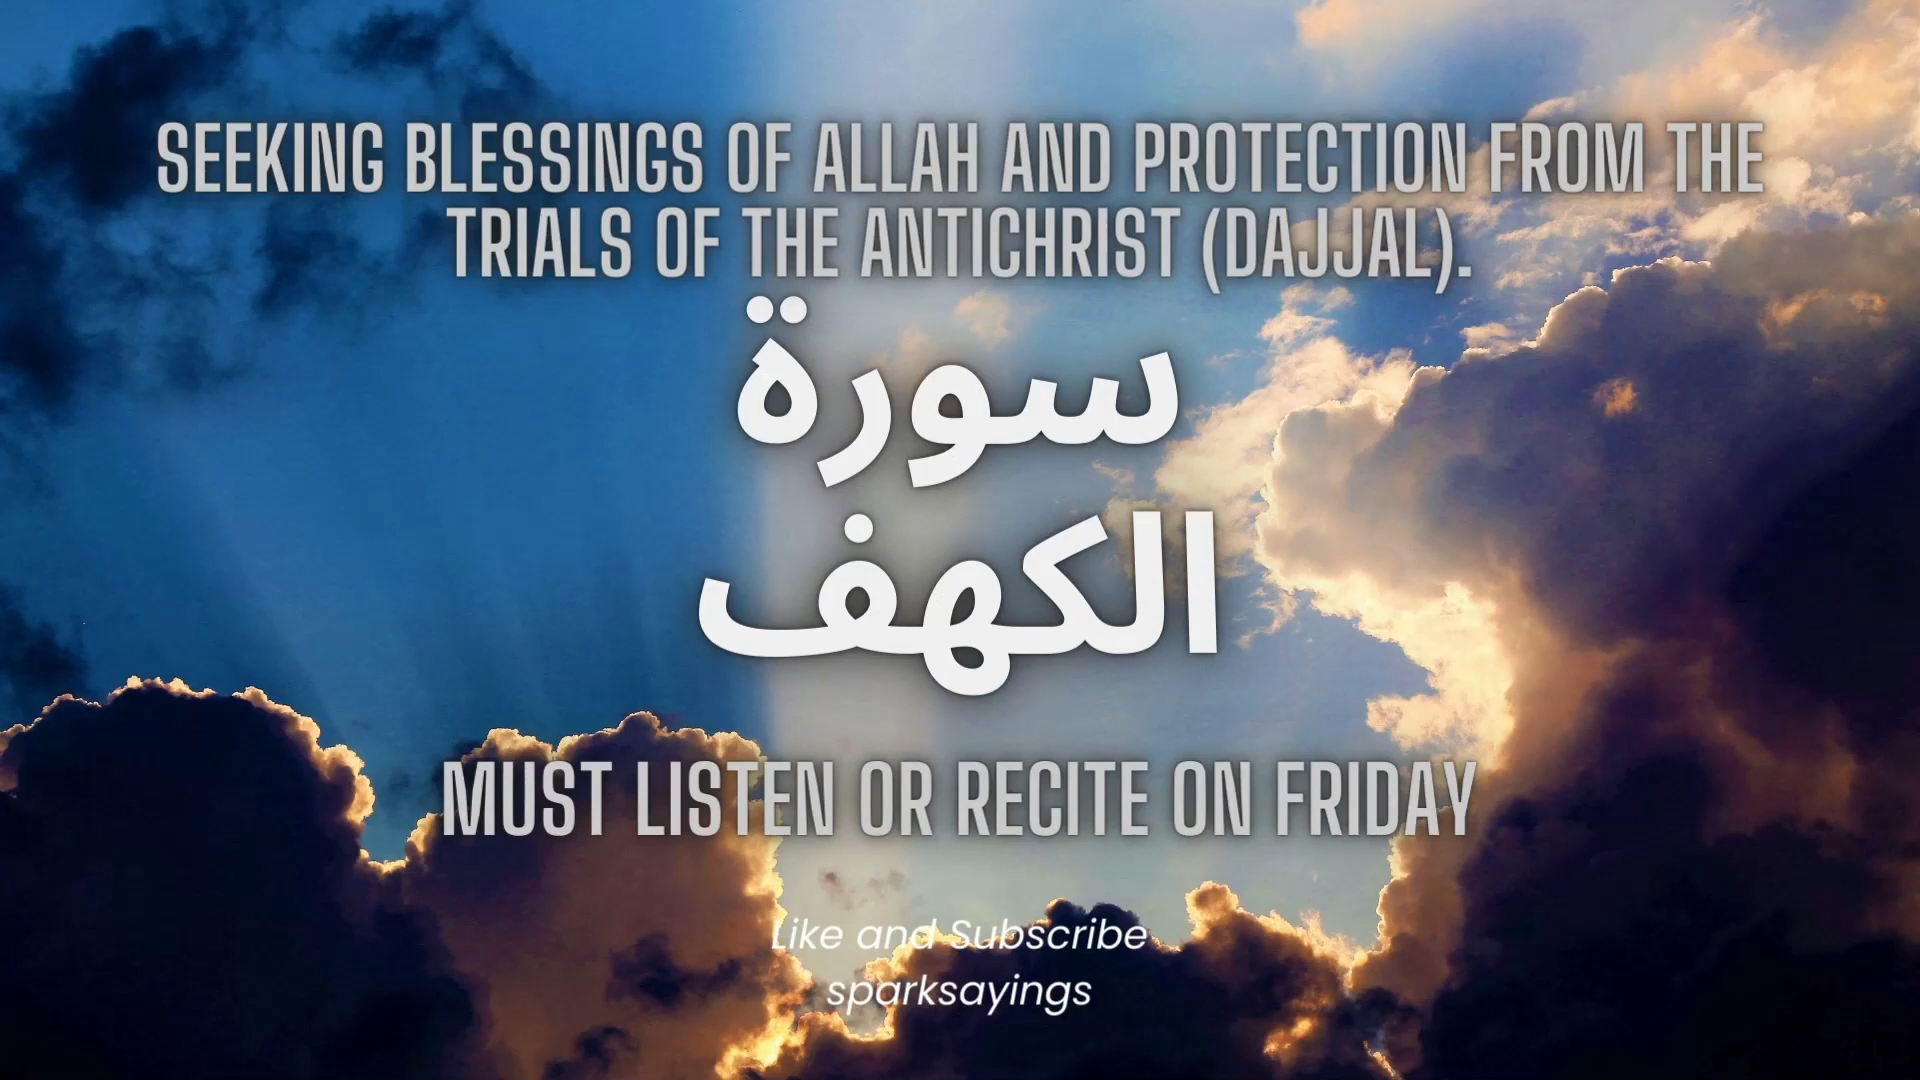 SEEKING BLESSINGS OF ALLAH AND PROTECTION FROM THE
TRIALS OF THE ANTICHRIST (DAJJAL).
سورة
الكهف
MUST LISTEN OR RECITE ON FRIDAY
Like and Subscribe
sparksayings